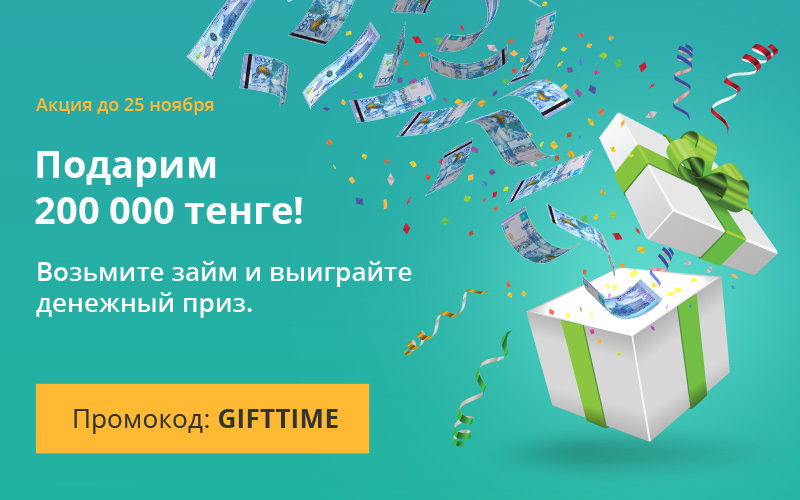 Акция до 25 ноября
Подарим
200 000 тенге!
Возьмите займ и выиграйте
денежный приз.
Промокод: GIFTTIME